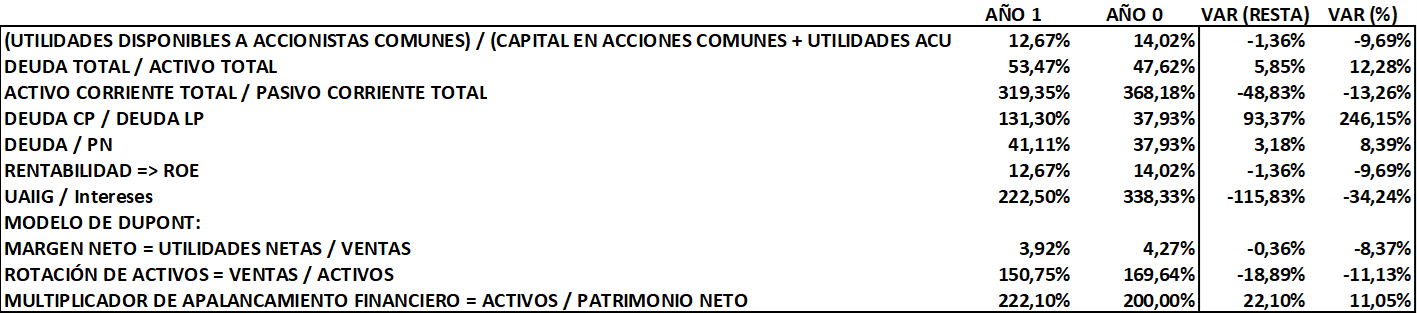 AÑO 1 AÑO 0 VAR (RESTA) VAR (%)
(UTILIDADES DISPONIBLES A ACCIONISTAS COMUNES) / (CAPITAL EN ACCIONES COMUNES + UTILIDADES ACU 12,67% 14,02% -1,36% -9,69%
DEUDA TOTAL / ACTIVO TOTAL 53,47% 47,62% 5,85% 12,28%
ACTIVO CORRIENTE TOTAL / PASIVO CORRIENTE TOTAL 319,35% 368,18% -48,83% -13,26%
DEUDA CP / DEUDA LP 131,30% 37,93% 93,37% 246,15%
DEUDA / PN 41,11% 37,93% 3,18% 8,39%
RENTABILIDAD => ROE 12,67% 14,02% -1,36% -9,69%
UAIIG / Intereses 222,50% 338,33% -115,83% -34,24%
MODELO DE DUPONT:
MARGEN NETO = UTILIDADES NETAS / VENTAS 3,92% 4,27% -0,36% -8,37%
ROTACIÓN DE ACTIVOS = VENTAS / ACTIVOS 150,75% 169,64% -18,89% -11,13%
MULTIPLICADOR DE APALANCAMIENTO FINANCIERO = ACTIVOS / PATRIMONIO NETO 222,10% 200,00% 22,10% 11,05%